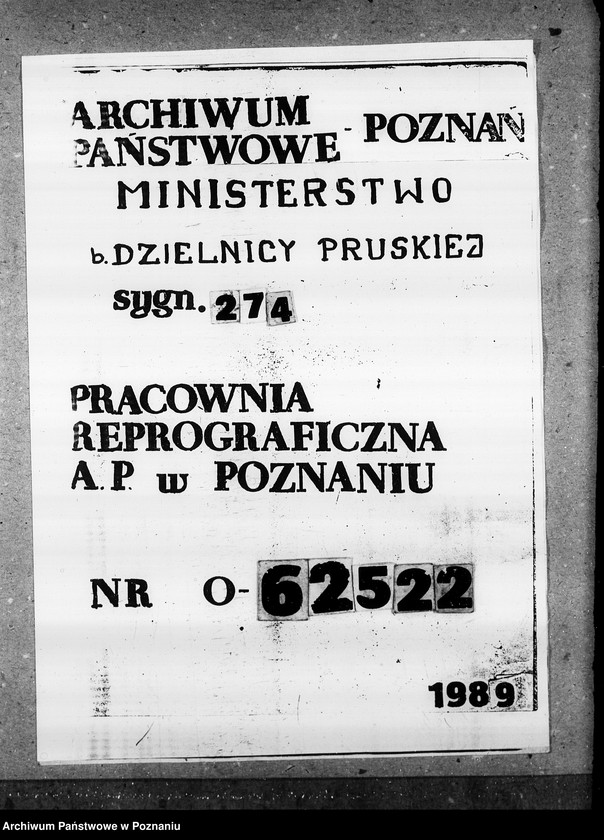 ARCHIWUM
PAŃSTWOWE - POZNAŃ
MINISTERSTWO
b. DZIELNICY PRUSKIEJ
sygn. 274
PRACOWNIA
REPROGRAFICZNA
A.P. w POZNANIU
NR O-62522
1989
Archiwum Państwowe w Poznaniu